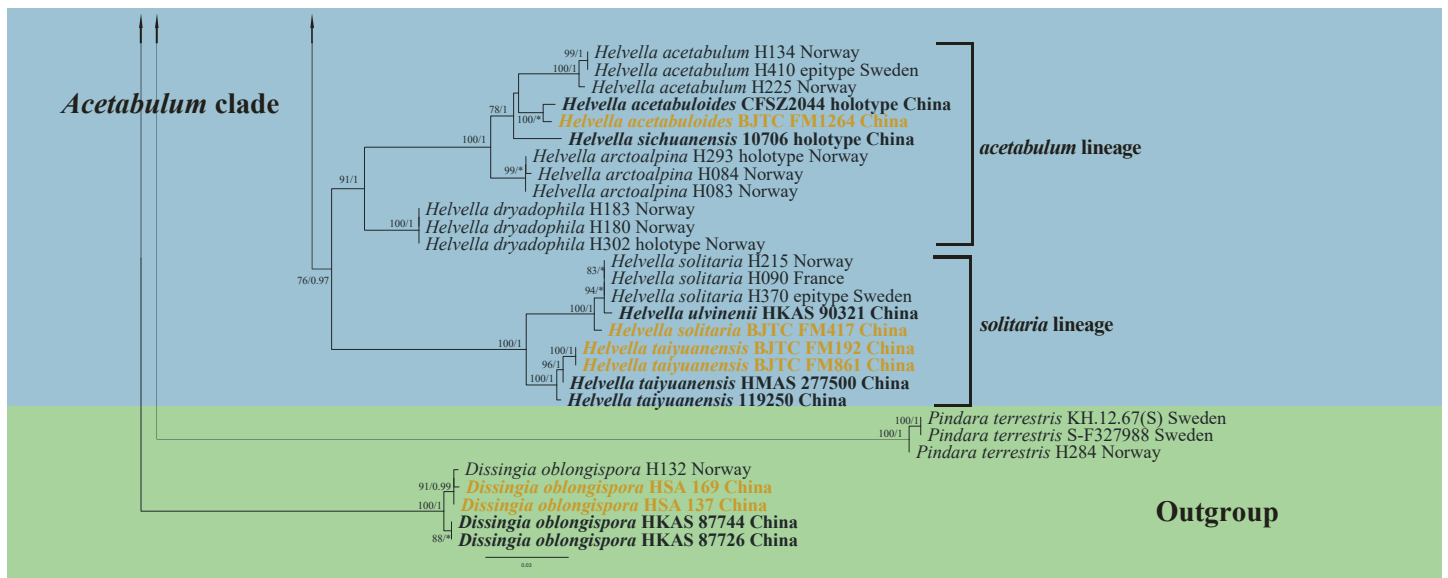 99/1
Helvella acetabulum H134 Norway
100/1
Helvella acetabulum H410 epitype Sweden
Helvella acetabulum H225 Norway
Acetabulum clade
Helvella acetabuloides CFSZ2044 holotype China
78/1
100/*
Helvella acetabuloides BJTC FM1264 China
100/1
Helvella sichuanensis 10706 holotype China
acetabulum lineage
Helvella arctoalpina H293 holotype Norway
99/*
Helvella arctoalpina H084 Norway
91/1
Helvella arctoalpina H083 Norway
Helvella dryadophila H183 Norway
100/1
Helvella dryadophila H180 Norway
Helvella dryadophila H302 holotype Norway
Helvella solitaria H215 Norway
83/*
76/0.97
Helvella solitaria H090 France
94/*
Helvella solitaria H370 epitype Sweden
100/1
Helvella ulvinenii HKAS 90321 China
solitaria lineage
Helvella solitaria BJTC FM417 China
100/1
100/1
Helvella taiyuanensis BJTC FM192 China
96/1
Helvella taiyuanensis BJTC FM861 China
100/1
Helvella taiyuanensis HMAS 277500 China
Helvella taiyuanensis 119250 China
100/1
Pindara terrestris KH.12.67(S) Sweden
100/1
Pindara terrestris S-F327988 Sweden
Pindara terrestris H284 Norway
Dissingia oblongispora H132 Norway
91/0.99
Dissingia oblongispora HSA 169 China
100/1
Dissingia oblongispora HSA 137 China
Outgroup
Dissingia oblongispora HKAS 87744 China
88/*
Dissingia oblongispora HKAS 87726 China
0.03